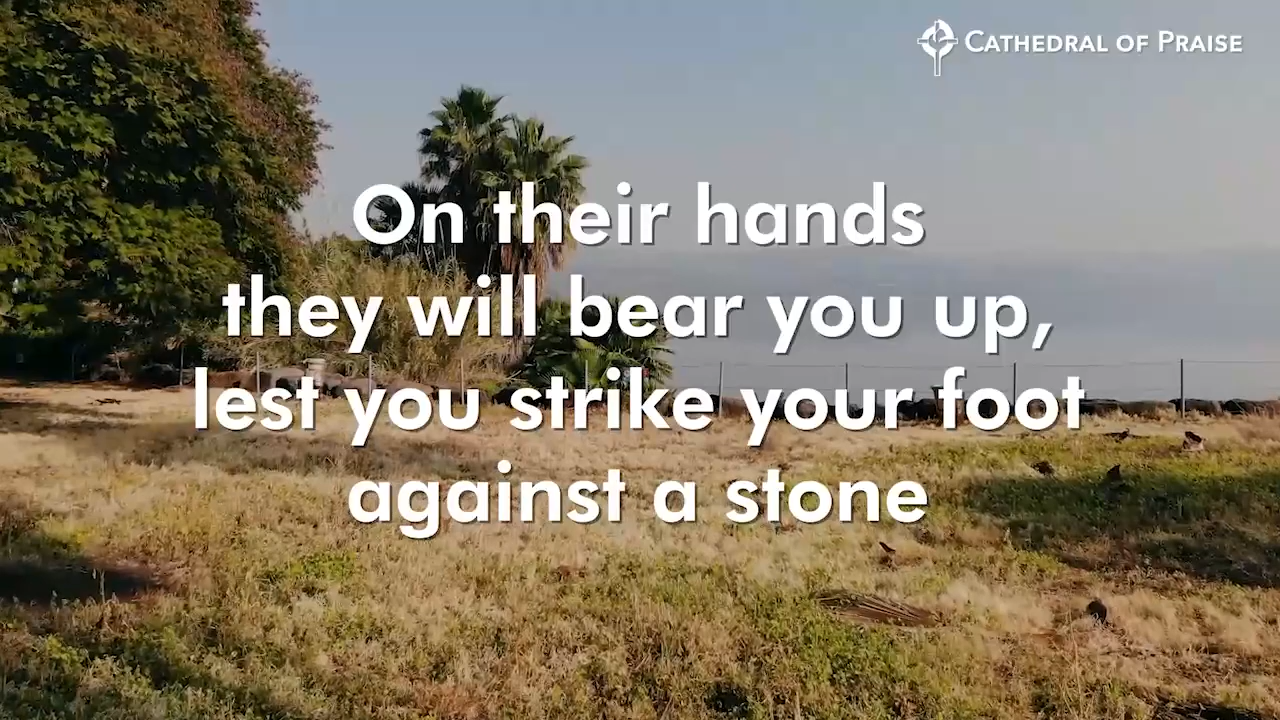 CATHEDRAL OF PRAISE
On their hands
they will bear you up,
lest you strike your foot
against a stone